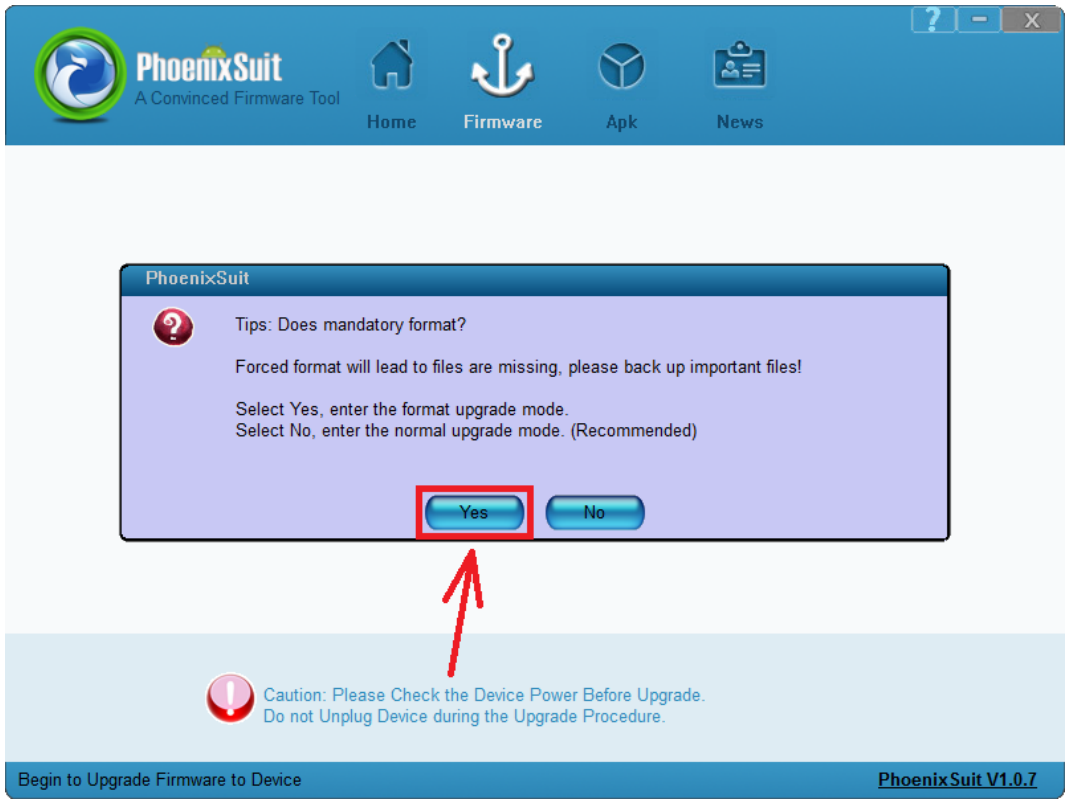 ? – X
PhoenixSuit
A Convinced Firmware Tool
Home Firmware Apk News
PhoenixSuit
? Tips: Does mandatory format?
Forced format will lead to files are missing, please back up important files!
Select Yes, enter the format upgrade mode.
Select No, enter the normal upgrade mode. (Recommended)
Yes No
! Caution: Please Check the Device Power Before Upgrade.
Do not Unplug Device during the Upgrade Procedure.
Begin to Upgrade Firmware to Device PhoenixSuit V1.0.7